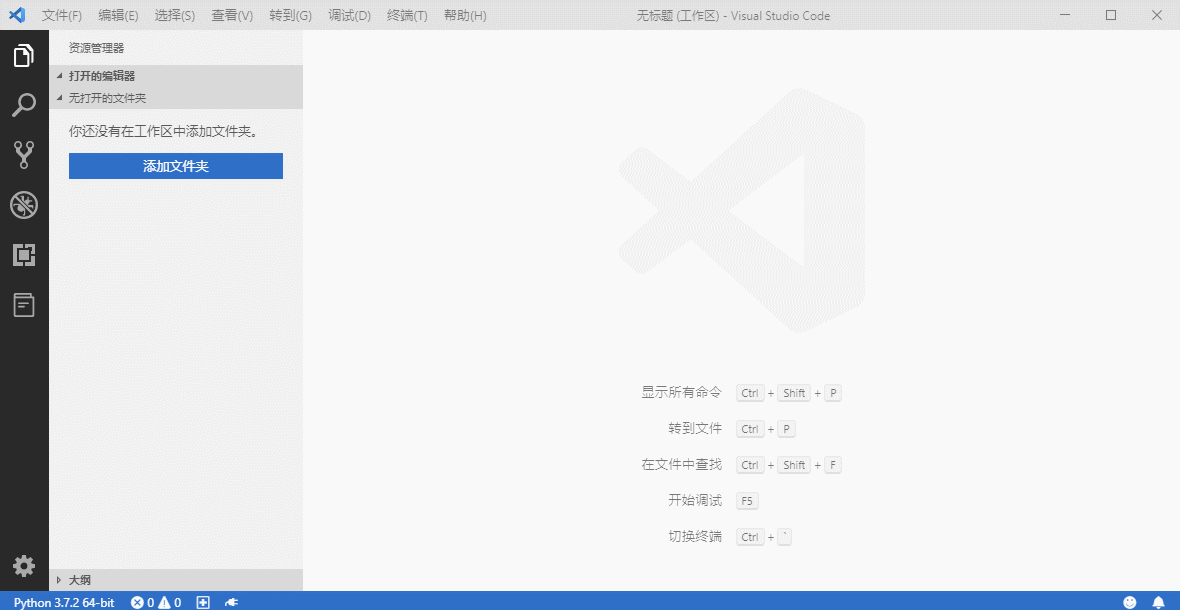 文件(F) 编辑(E) 选择(S) 查看(V) 转到(G) 调试(D) 终端(T) 帮助(H) 无标题 (工作区) - Visual Studio Code
资源管理器
打开的编辑器
无打开的文件夹
你还没有在工作区中添加文件夹。
添加文件夹
显示所有命令 Ctrl + Shift + P
转到文件 Ctrl + P
在文件中查找 Ctrl + Shift + F
开始调试 F5
切换终端 Ctrl + `
大纲
Python 3.7.2 64-bit 0 0